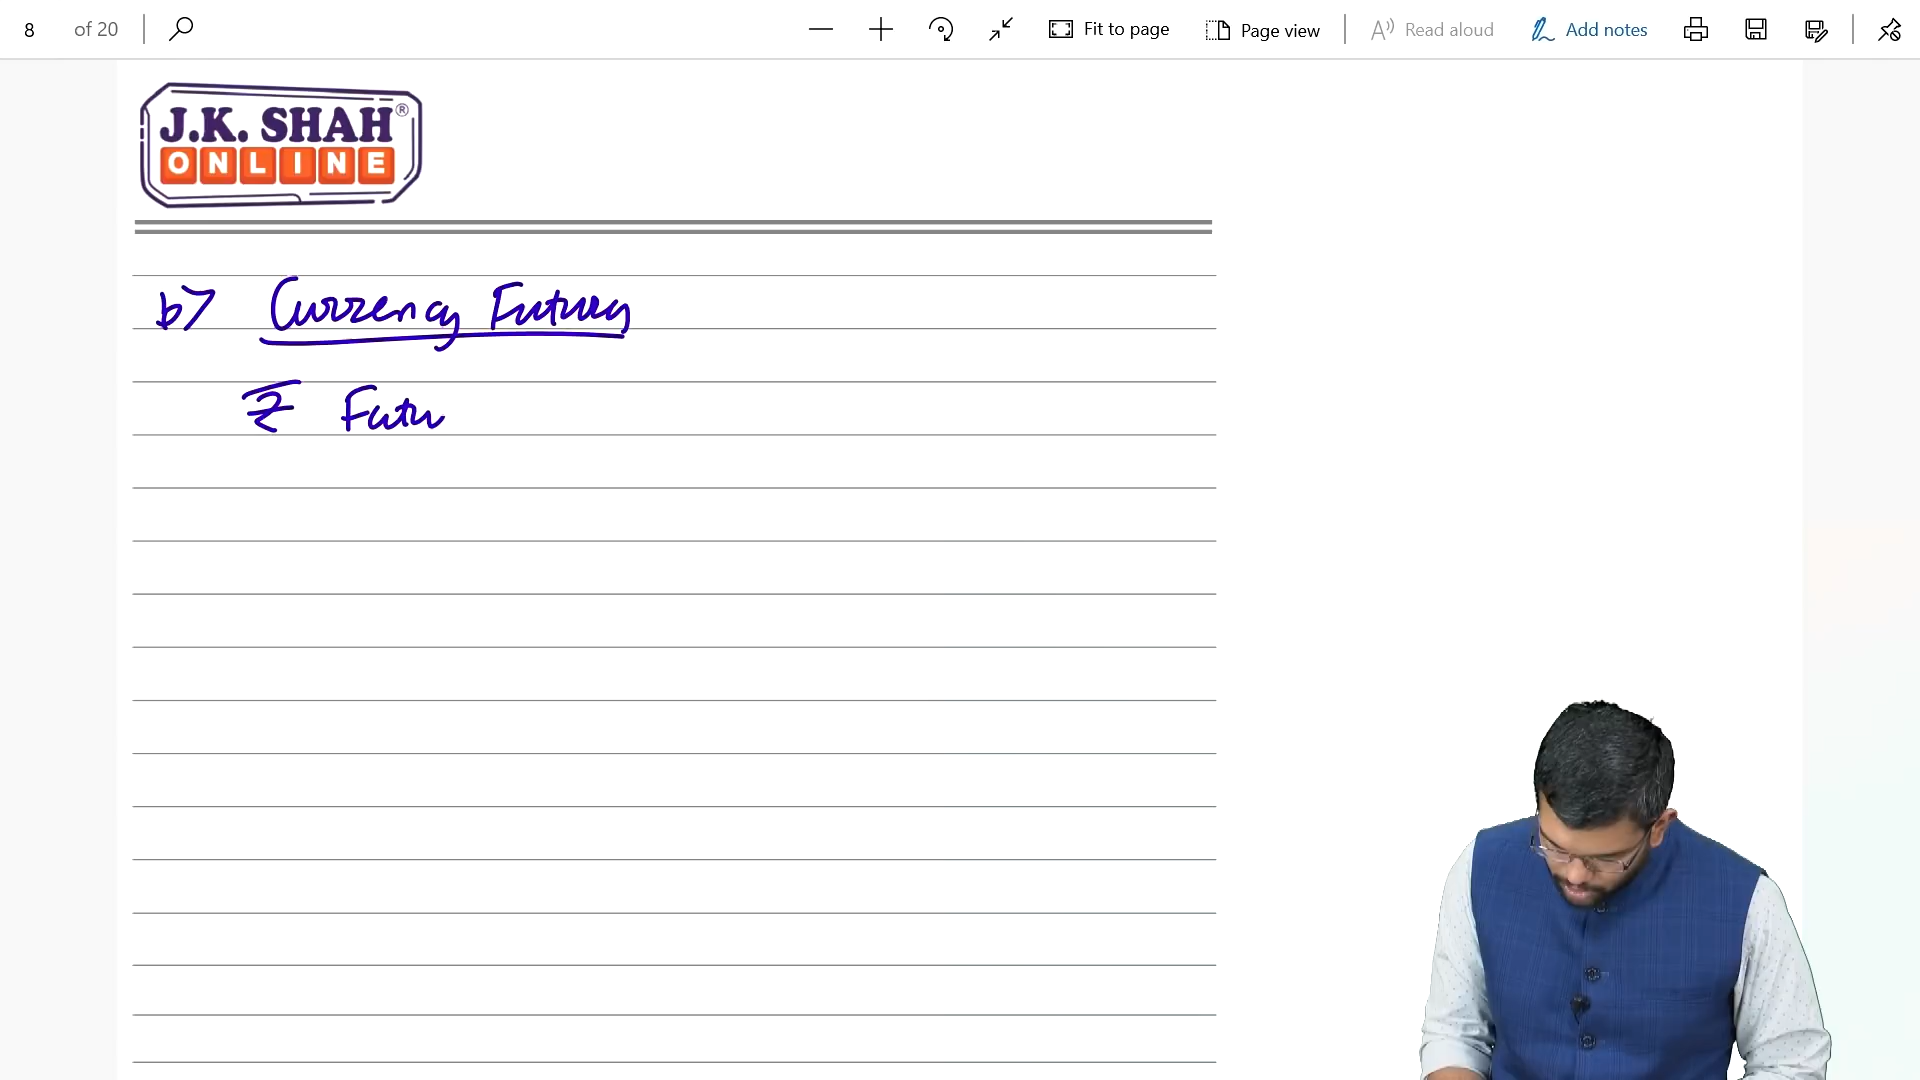 8 of 20 Fit to page Page view Read aloud Add notes
J.K. SHAH®
ONLINE
b) Currency Futures
₹ Futu